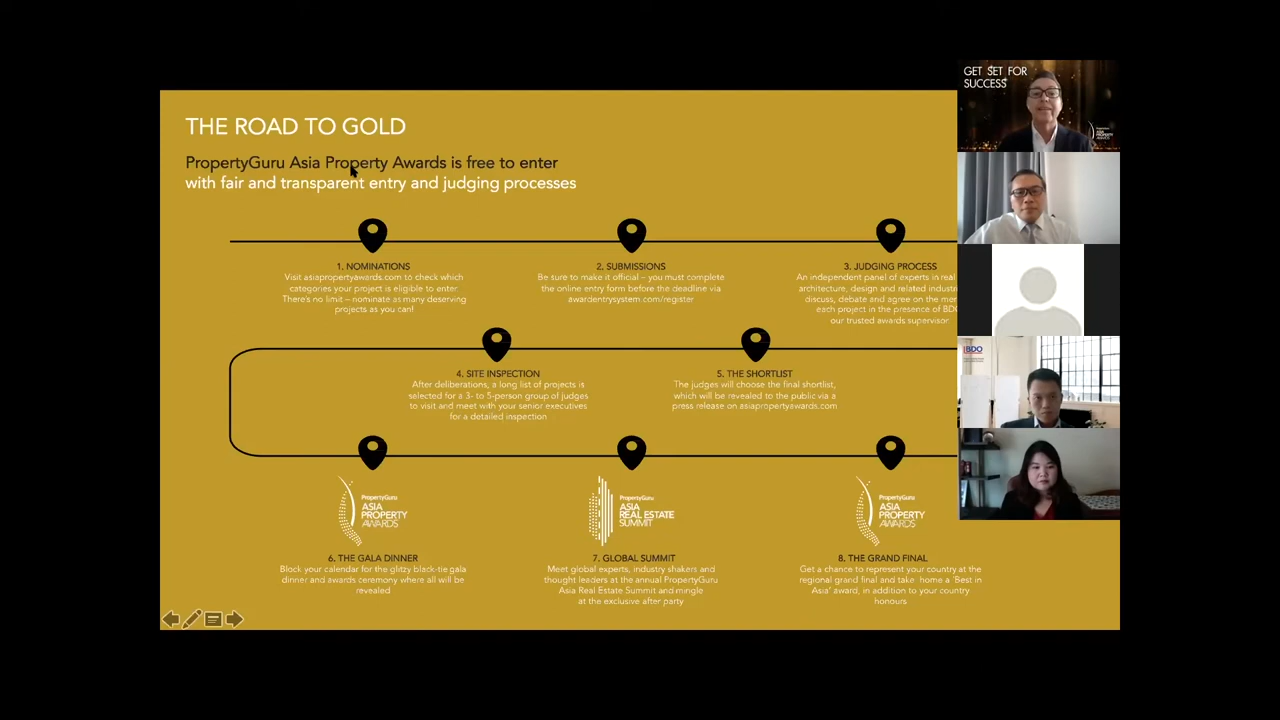 THE ROAD TO GOLD
PropertyGuru Asia Property Awards is free to enter
with fair and transparent entry and judging processes
1. NOMINATIONS
Visit asiapropertyawards.com to check which
categories your project is eligible to enter
There's no limit – nominate as many deserving
projects as you can!
2. SUBMISSIONS
Be sure to make it official – you must complete
the online entry form before the deadline via
awardentrysystem.com/register
3. JUDGING PROCESS
An independent panel of experts in real
architecture, design and related
discuss, debate and agree on the
each project in the presence of
our trusted awards supervisor.
4. SITE INSPECTION
After deliberations, a long list of projects is
selected for a 3- to 5-person group of judges
to visit and meet with your senior executives
for a detailed inspection
5. THE SHORTLIST
The judges will choose the final shortlist,
which will be revealed to the public via a
press release on asiapropertyawards.com
PropertyGuru
ASIA
PROPERTY
AWARDS
6. THE GALA DINNER
Block your calendar for the glitzy black-tie gala
dinner and awards ceremony where all will be
revealed
PropertyGuru
ASIA
REAL ESTATE
SUMMIT
7. GLOBAL SUMMIT
Meet global experts, industry shakers and
thought leaders at the annual PropertyGuru
Asia Real Estate Summit and mingle
at the exclusive after party
PropertyGuru
ASIA
PROPERTY
AWARDS
8. THE GRAND FINAL
Get a chance to represent your country at the
regional grand final and take home a 'Best in
Asia' award, in addition to your country
honours
GET SET FOR
SUCCESS
ASIA
PROPERTY
AWARDS
BDO